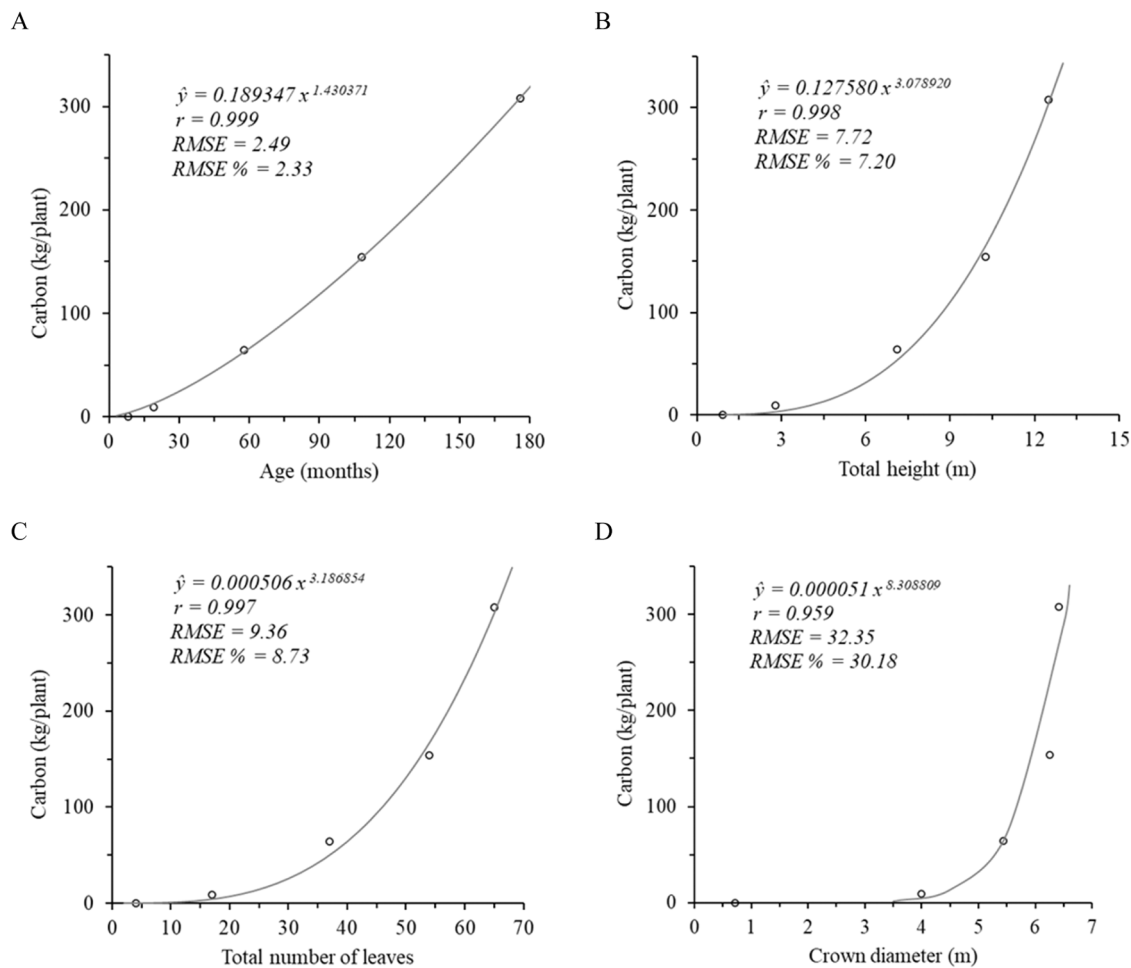 A
ŷ = 0.189347 x^1.430371
r = 0.999
RMSE = 2.49
RMSE % = 2.33
300
200
100
0
Carbon (kg/plant)
0 30 60 90 120 150 180
Age (months)
B
ŷ = 0.127580 x^3.078920
r = 0.998
RMSE = 7.72
RMSE % = 7.20
300
200
100
0
Carbon (kg/plant)
0 3 6 9 12 15
Total height (m)
C
ŷ = 0.000506 x^3.186854
r = 0.997
RMSE = 9.36
RMSE % = 8.73
300
200
100
0
Carbon (kg/plant)
0 10 20 30 40 50 60 70
Total number of leaves
D
ŷ = 0.000051 x^8.308809
r = 0.959
RMSE = 32.35
RMSE % = 30.18
300
200
100
0
Carbon (kg/plant)
0 1 2 3 4 5 6 7
Crown diameter (m)